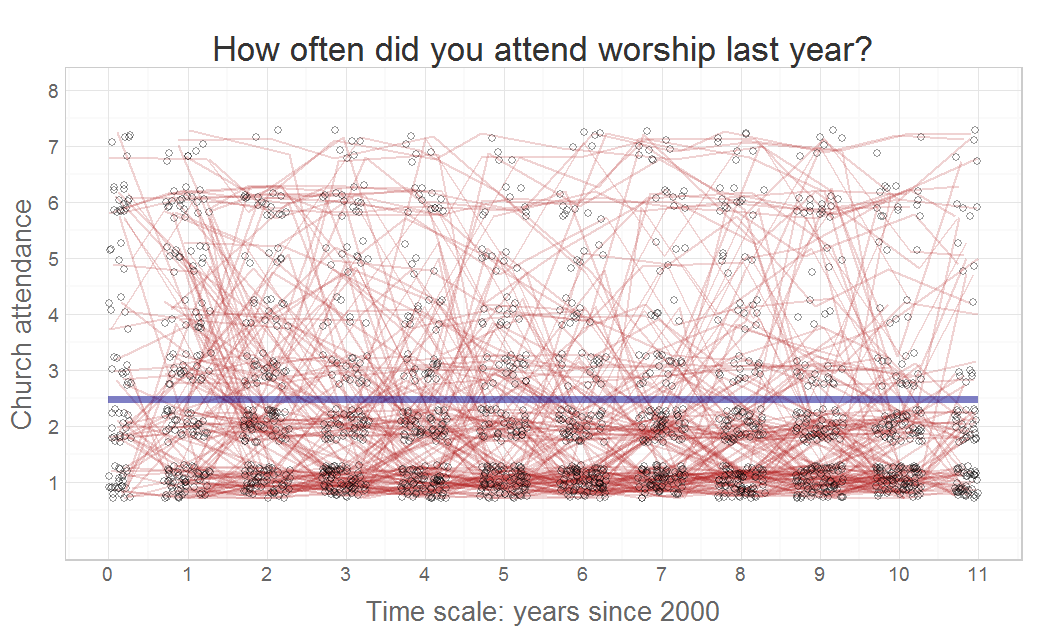 How often did you attend worship last year?
Church attendance
8
7
6
5
4
3
2
1
0 1 2 3 4 5 6 7 8 9 10 11
Time scale: years since 2000